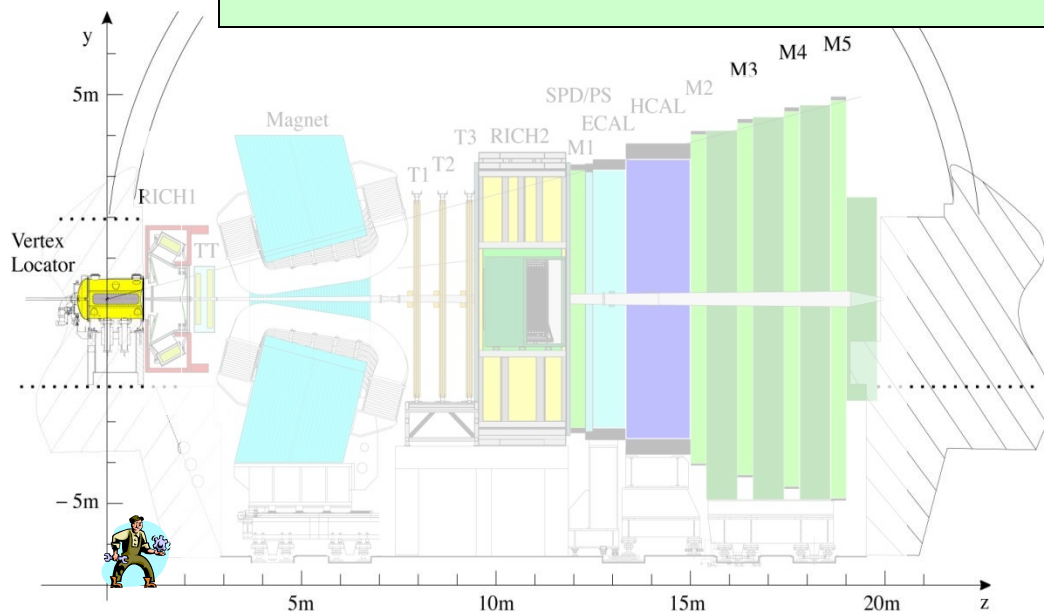 y
5m
Vertex
Locator
RICH1
TT
Magnet
T1
T2
T3
RICH2
M1
SPD/PS
ECAL
HCAL
M2
M3
M4
M5
− 5m
5m
10m
15m
20m
z